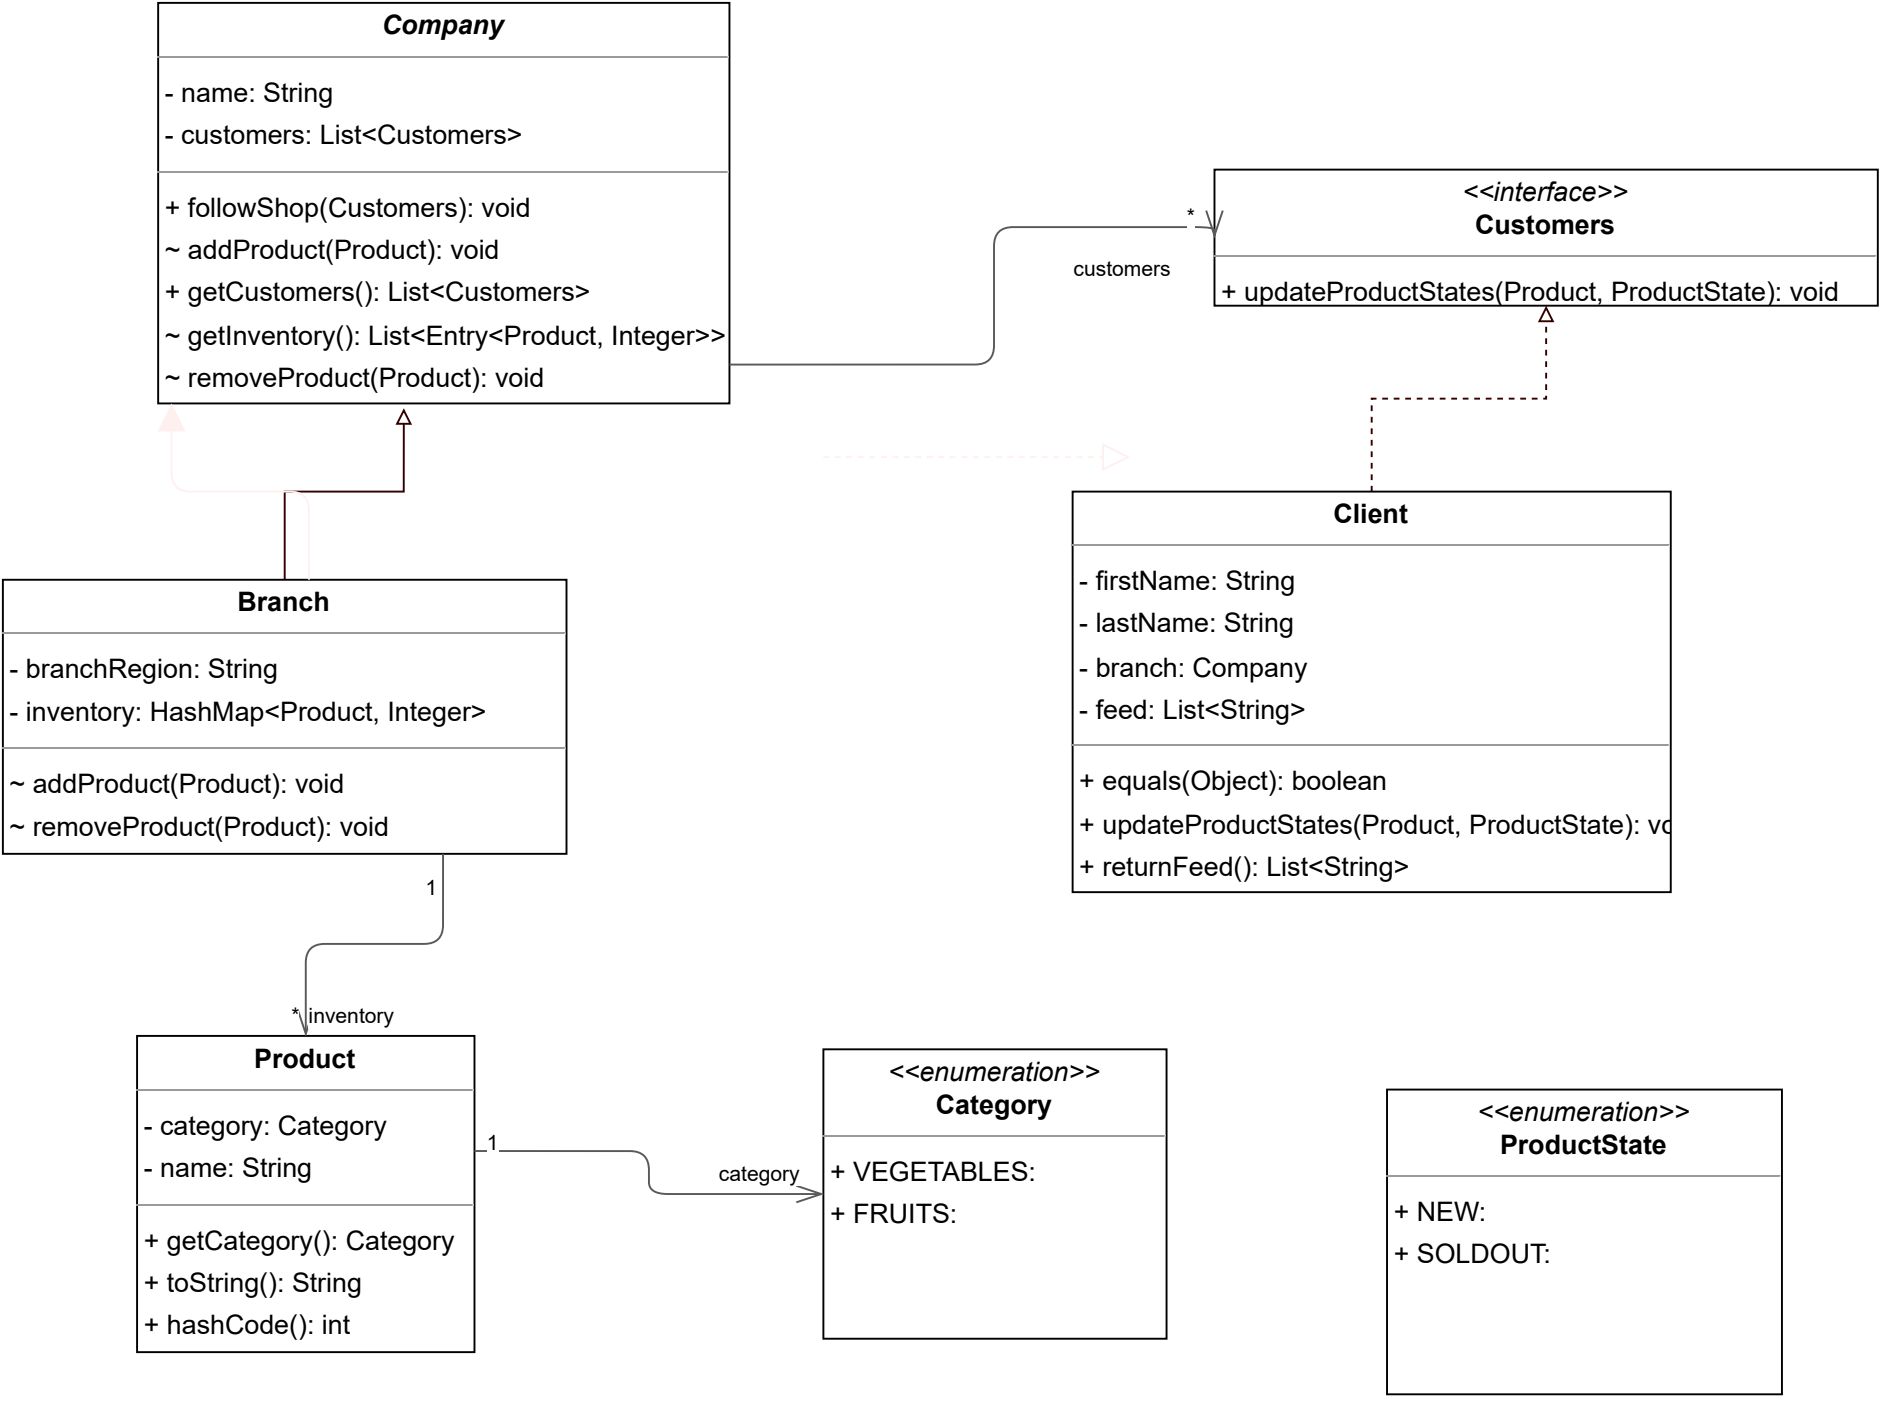 Company
- name: String
- customers: List<Customers>
+ followShop(Customers): void
~ addProduct(Product): void
+ getCustomers(): List<Customers>
~ getInventory(): List<Entry<Product, Integer>>
~ removeProduct(Product): void
*
customers
<<interface>>
Customers
+ updateProductStates(Product, ProductState): void
Branch
- branchRegion: String
- inventory: HashMap<Product, Integer>
~ addProduct(Product): void
~ removeProduct(Product): void
Client
- firstName: String
- lastName: String
- branch: Company
- feed: List<String>
+ equals(Object): boolean
+ updateProductStates(Product, ProductState): vo
+ returnFeed(): List<String>
1
* inventory
Product
- category: Category
- name: String
+ getCategory(): Category
+ toString(): String
+ hashCode(): int
1
category
<<enumeration>>
Category
+ VEGETABLES:
+ FRUITS:
<<enumeration>>
ProductState
+ NEW:
+ SOLDOUT: